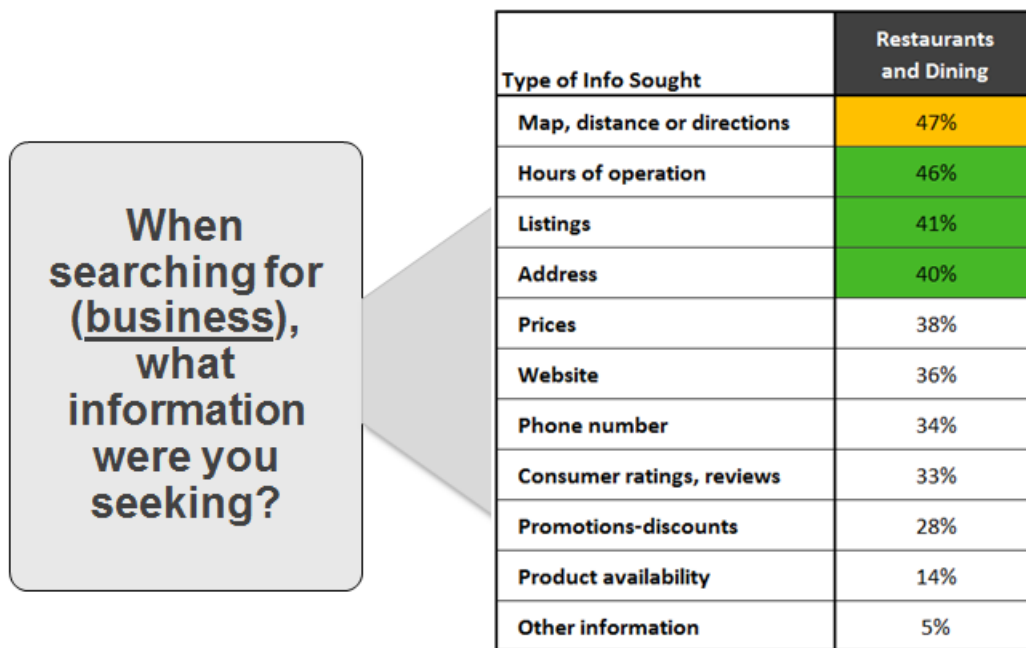 When
searching for
(business),
what
information
were you
seeking?
Type of Info Sought Restaurants and Dining
Map, distance or directions 47%
Hours of operation 46%
Listings 41%
Address 40%
Prices 38%
Website 36%
Phone number 34%
Consumer ratings, reviews 33%
Promotions-discounts 28%
Product availability 14%
Other information 5%